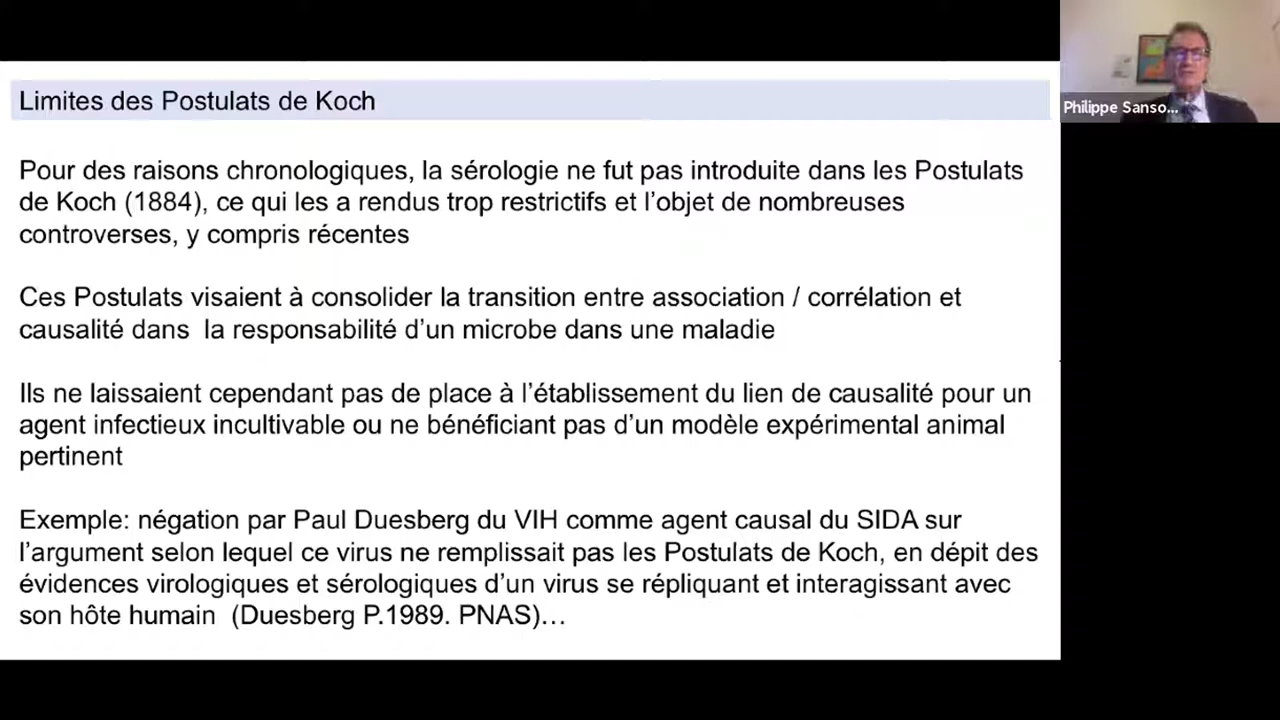 Limites des Postulats de Koch
Pour des raisons chronologiques, la sérologie ne fut pas introduite dans les Postulats
de Koch (1884), ce qui les a rendus trop restrictifs et l’objet de nombreuses
controverses, y compris récentes
Ces Postulats visaient à consolider la transition entre association / corrélation et
causalité dans  la responsabilité d’un microbe dans une maladie
Ils ne laissaient cependant pas de place à l’établissement du lien de causalité pour un
agent infectieux incultivable ou ne bénéficiant pas d’un modèle expérimental animal
pertinent
Exemple: négation par Paul Duesberg du VIH comme agent causal du SIDA sur
l’argument selon lequel ce virus ne remplissait pas les Postulats de Koch, en dépit des
évidences virologiques et sérologiques d’un virus se répliquant et interagissant avec
son hôte humain  (Duesberg P.1989. PNAS)…
Philippe Sanso...